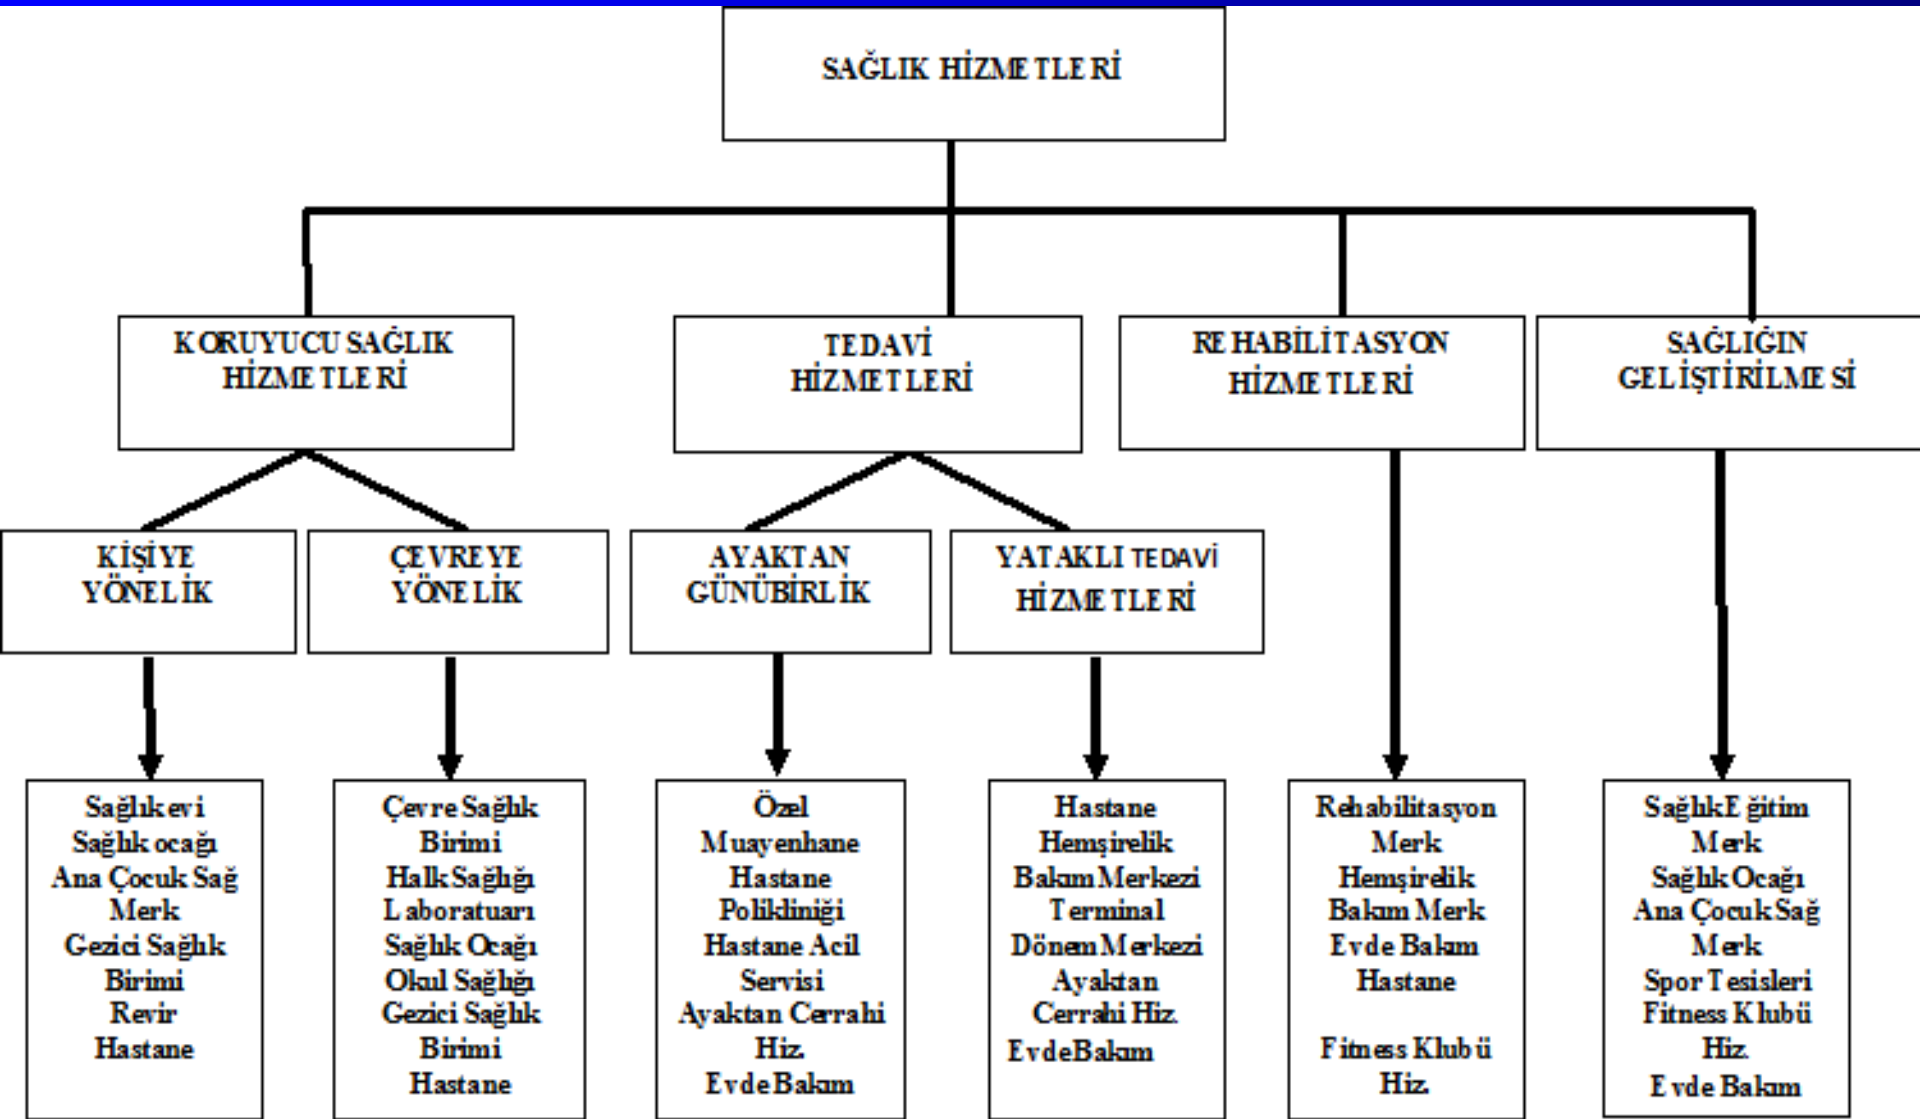 SAĞLIK HİZMETLERİ
KORUYUCU SAĞLIK
HİZMETLERİ
TEDAVİ
HİZMETLERİ
REHABİLİTASYON
HİZMETLERİ
SAĞLIĞIN
GELİŞTİRİLMESİ
KİŞİYE
YÖNELİK
ÇEVREYE
YÖNELİK
AYAKTAN
GÜNÜBİRLİK
YATAKLI TEDAVİ
HİZMETLERİ
Sağlık evi
Sağlık ocağı
Ana Çocuk Sağ
Merk
Gezici Sağlık
Birimi
Revir
Hastane
Çevre Sağlık
Birimi
Halk Sağlığı
Laboratuarı
Sağlık Ocağı
Okul Sağlığı
Gezici Sağlık
Birimi
Hastane
Özel
Muayenhane
Hastane
Polikliniği
Hastane Acil
Servisi
Ayaktan Cerrahi
Hiz.
Evde Bakım
Hastane
Hemşirelik
Bakım Merkezi
Terminal
Dönem Merkezi
Ayaktan
Cerrahi Hiz.
Evde Bakım
Rehabilitasyon
Merk
Hemşirelik
Bakım Merk
Evde Bakım
Hastane
Fitness Klubü
Hiz.
Sağlık Eğitim
Merk
Sağlık Ocağı
Ana Çocuk Sağ
Merk
Spor Tesisleri
Fitness Klubü
Hiz.
Evde Bakım